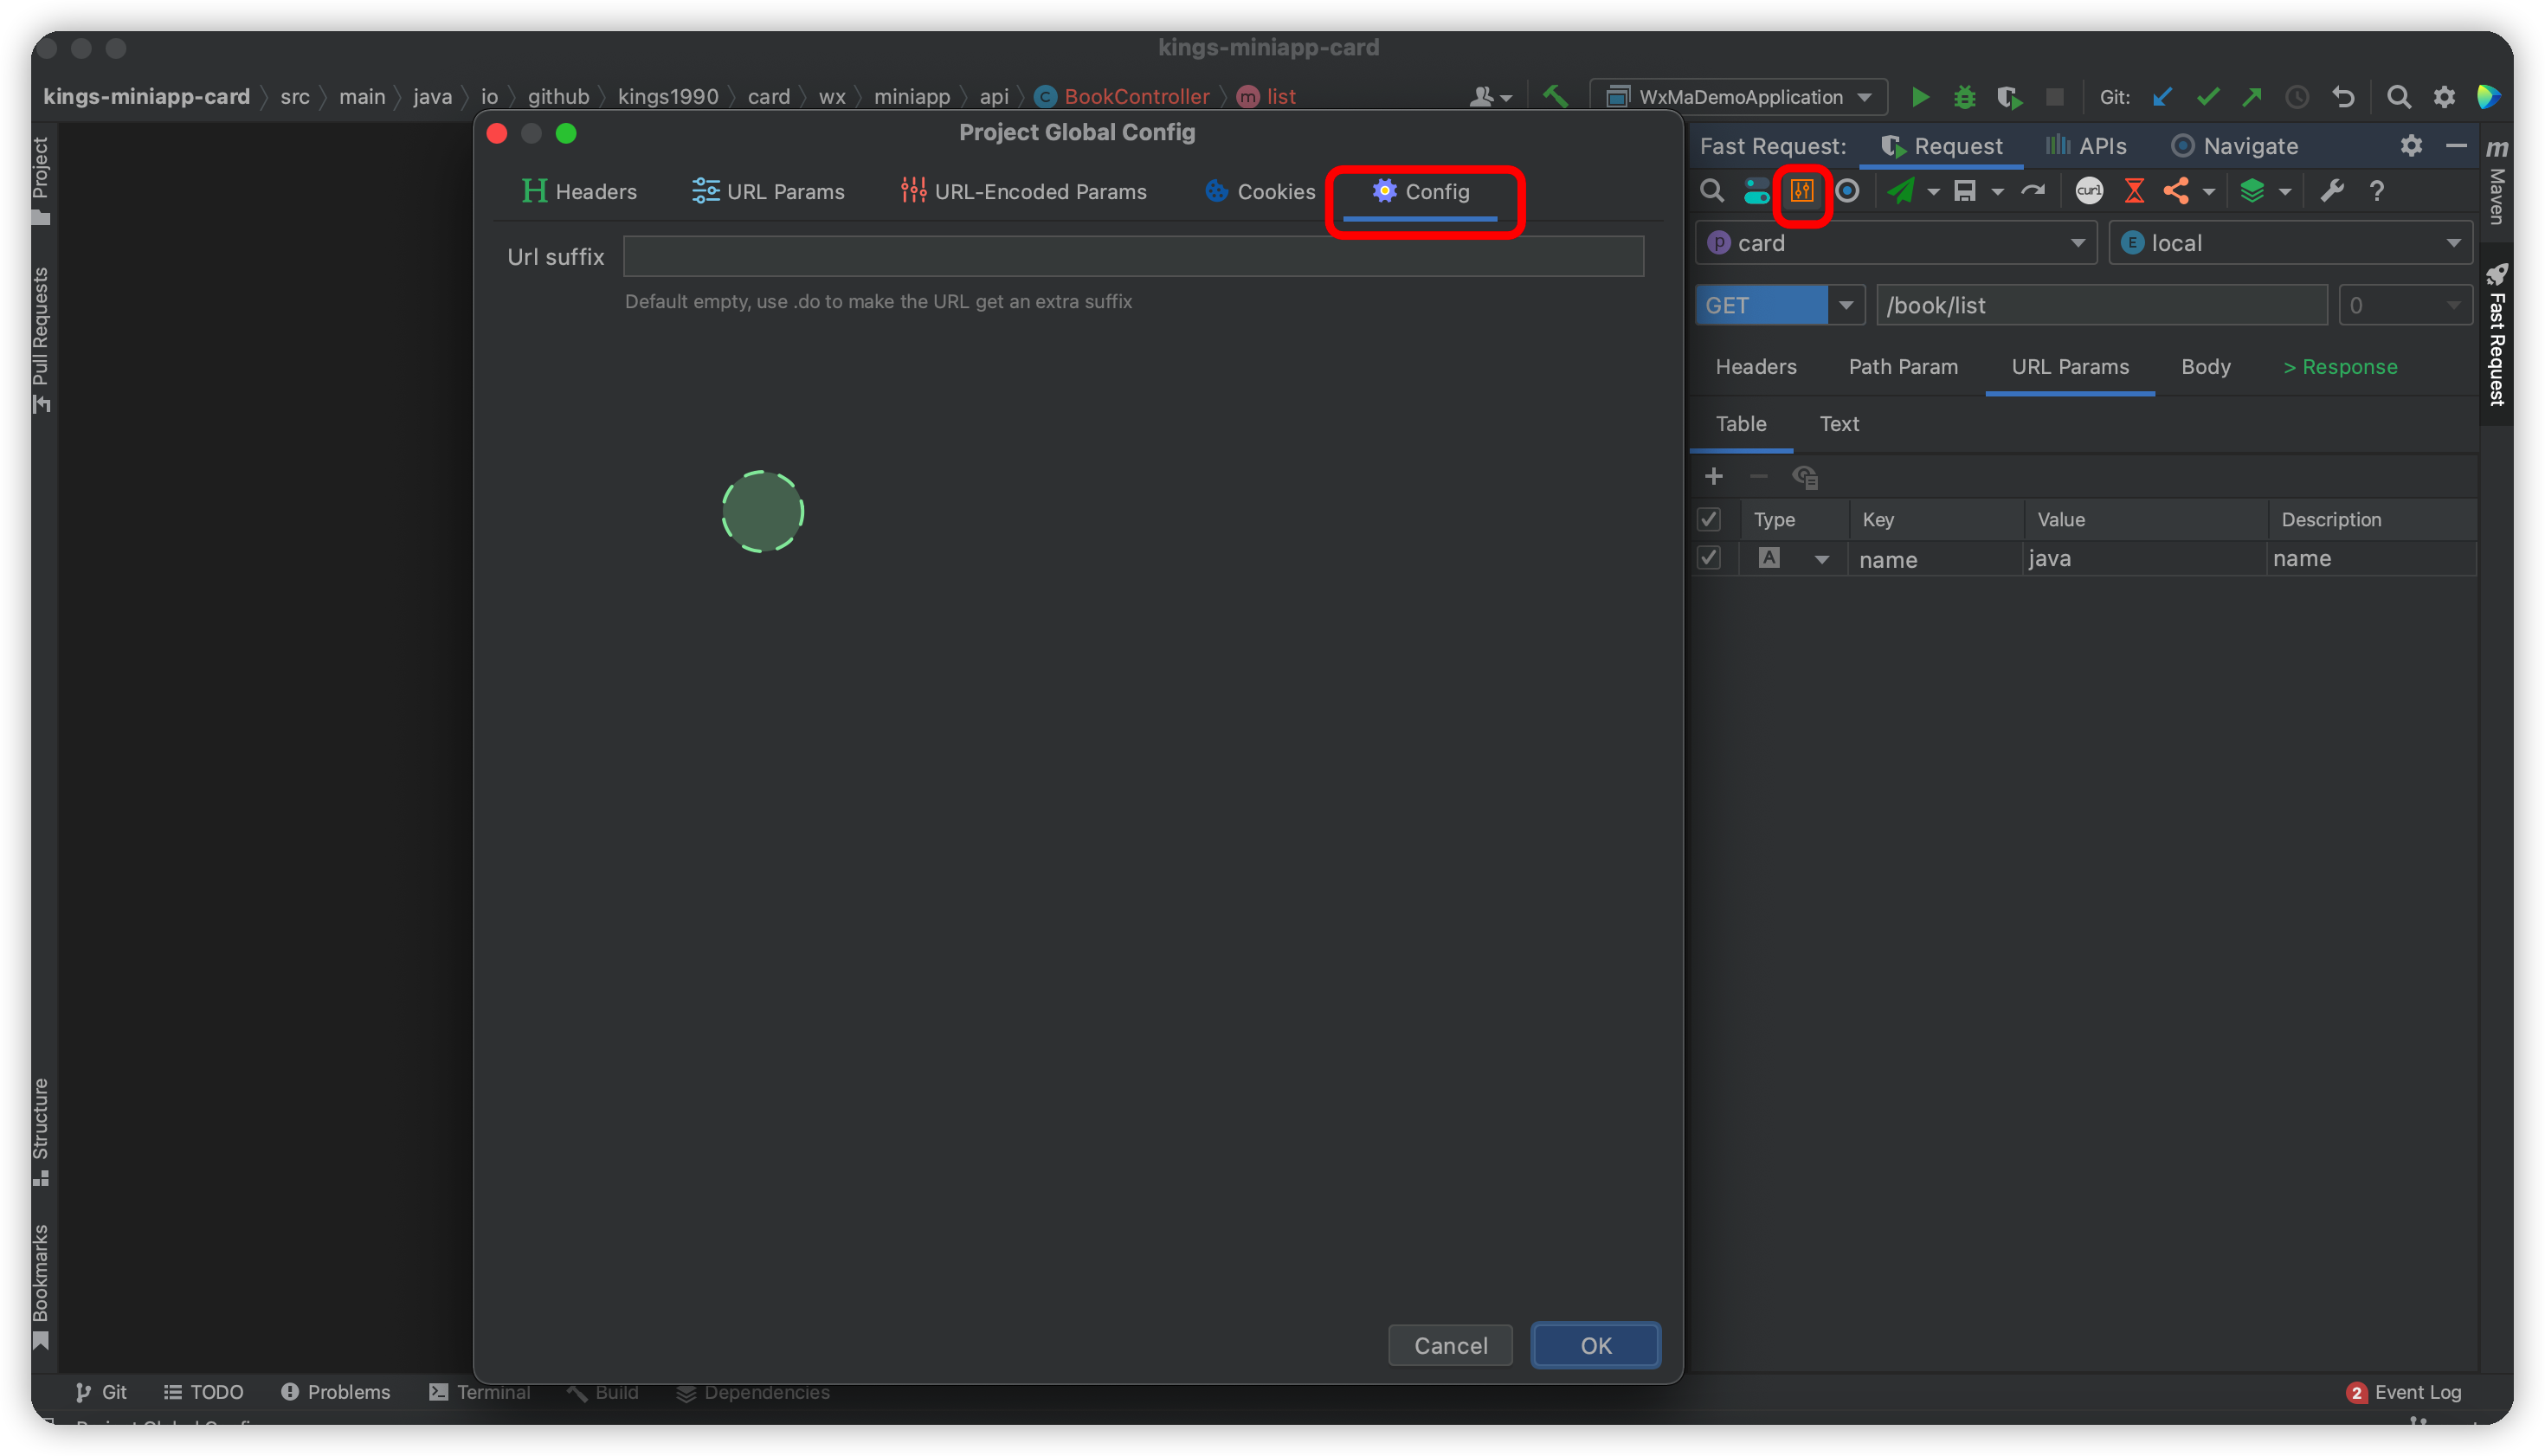 kings-miniapp-card
kings-miniapp-card src main java io github kings1990 card wx miniapp api C BookController m list WxMaDemoApplication Git:
Project
Pull Requests
Structure
Bookmarks
Project Global Config
H Headers URL Params URL-Encoded Params Cookies Config
Url suffix
Default empty, use .do to make the URL get an extra suffix
Cancel OK
Fast Request: Request APIs Navigate
curl ?
p card E local
GET /book/list 0
Headers Path Param URL Params Body > Response
Table Text
Type Key Value Description
A name java name
m Maven
Fast Request
Git TODO Problems Terminal Build Dependencies 2 Event Log